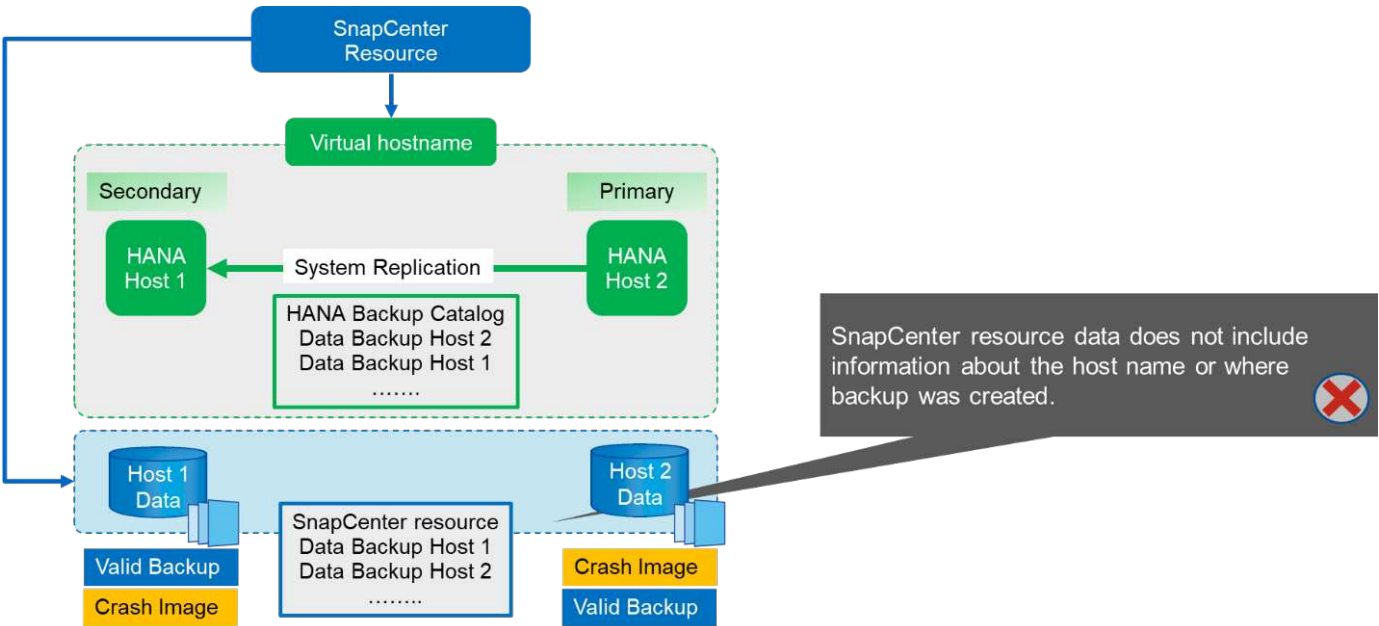 SnapCenter
Resource
Virtual hostname
Secondary
Primary
HANA
Host 1
System Replication
HANA
Host 2
HANA Backup Catalog
Data Backup Host 2
Data Backup Host 1
…….
SnapCenter resource data does not include
information about the host name or where
backup was created.
Host 1
Data
Host 2
Data
SnapCenter resource
Data Backup Host 1
Data Backup Host 2
……..
Valid Backup
Crash Image
Crash Image
Valid Backup